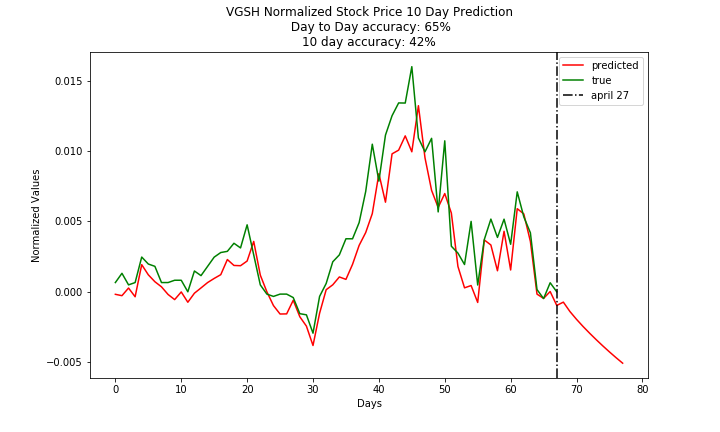 VGSH Normalized Stock Price 10 Day Prediction
Day to Day accuracy: 65%
10 day accuracy: 42%
predicted
true
april 27
0.015
0.010
0.005
0.000
−0.005
Normalized Values
0 10 20 30 40 50 60 70 80
Days